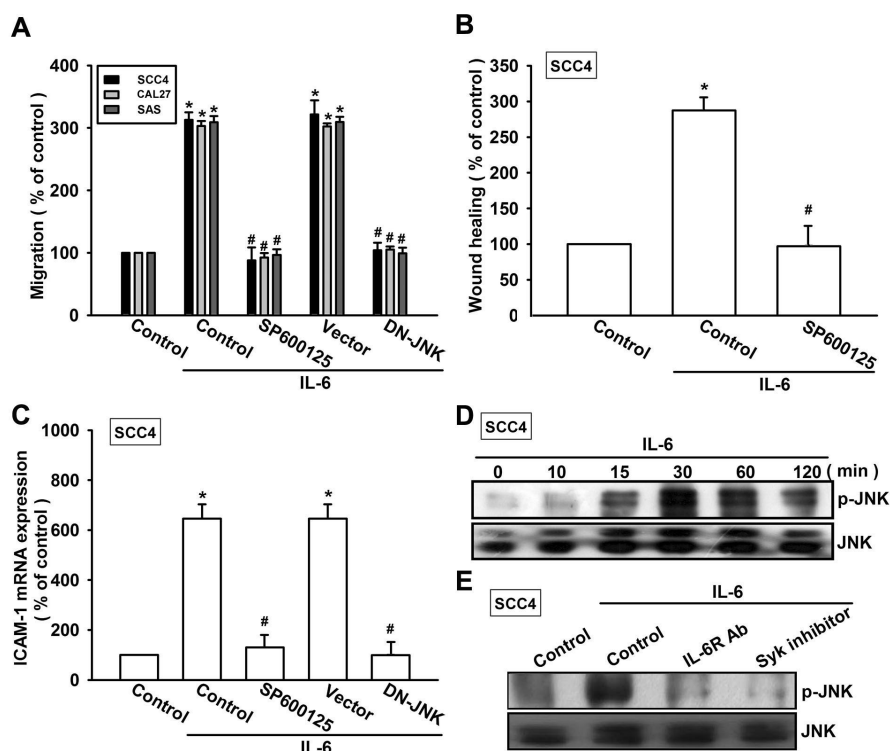 A
Migration ( % of control )
400
300
200
100
0
SCC4
CAL27
SAS
* * *
# # #
* * *
# # #
Control
Control
SP600125
Vector
DN-JNK
IL-6
B
SCC4
Wound healing ( % of control )
350
300
250
200
150
100
50
0
*
#
Control
Control
SP600125
IL-6
C
SCC4
ICAM-1 mRNA expression
( % of control )
1000
800
600
400
200
0
*
#
*
#
Control
Control
SP600125
Vector
DN-JNK
IL-6
D
SCC4
IL-6
0 10 15 30 60 120 ( min )
p-JNK
JNK
E
SCC4
IL-6
Control
Control
IL-6R Ab
Syk inhibitor
p-JNK
JNK